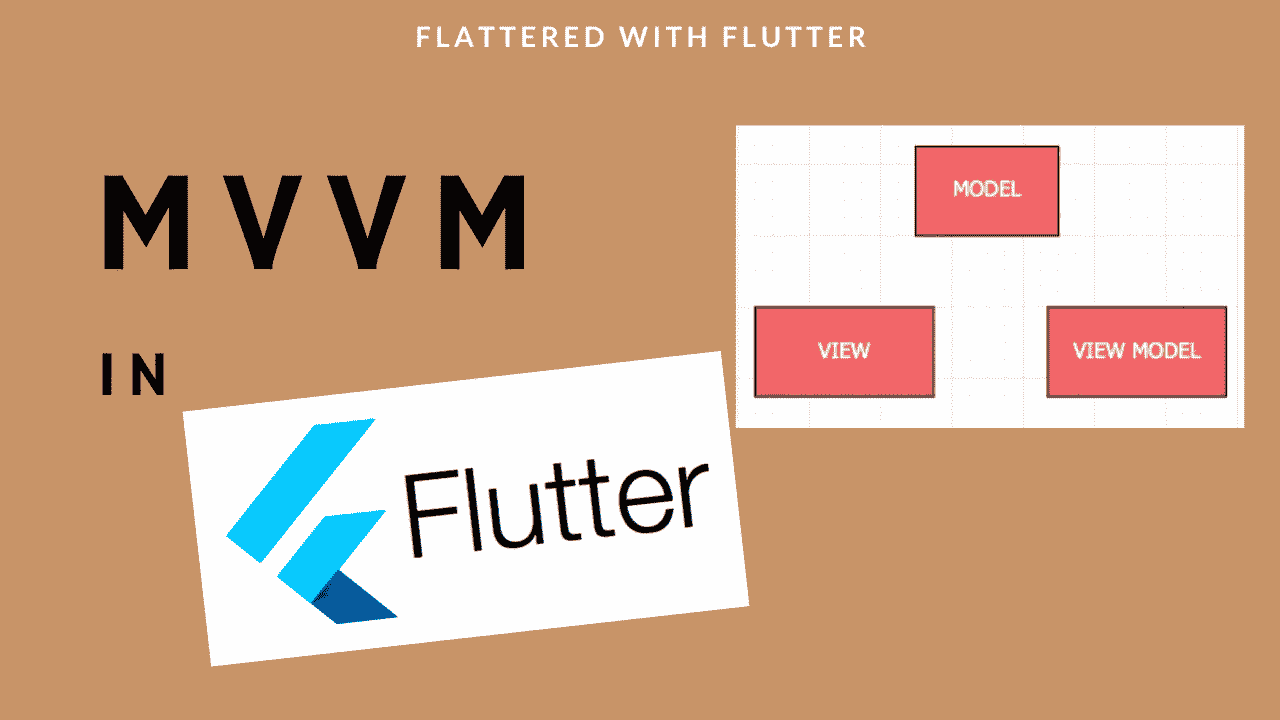 FLATTERED WITH FLUTTER
MVVM
IN
Flutter
MODEL
VIEW
VIEW MODEL